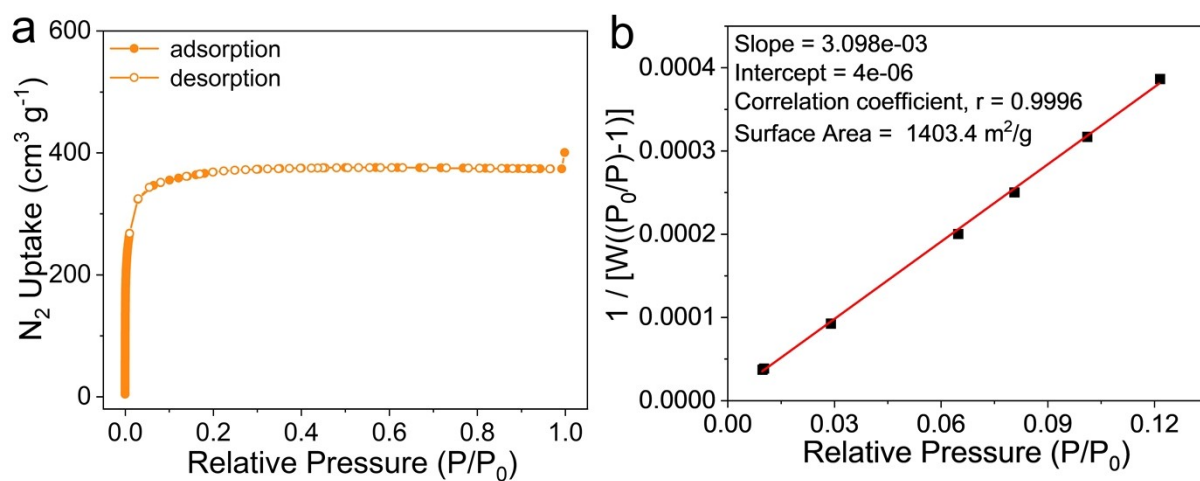 a
600
400
200
0
N₂ Uptake (cm³ g⁻¹)
adsorption
desorption
0.0 0.2 0.4 0.6 0.8 1.0
Relative Pressure (P/P₀)
b
Slope = 3.098e-03
Intercept = 4e-06
Correlation coefficient, r = 0.9996
Surface Area = 1403.4 m²/g
0.0004
0.0003
0.0002
0.0001
0.0000
1 / [W((P₀/P)-1)]
0.00 0.03 0.06 0.09 0.12
Relative Pressure (P/P₀)